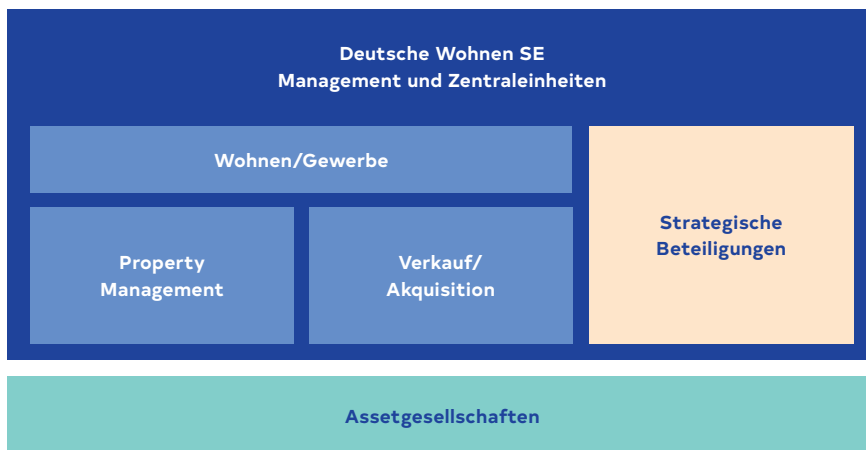 Deutsche Wohnen SE
Management und Zentraleinheiten
Wohnen/Gewerbe
Strategische
Beteiligungen
Property
Management
Verkauf/
Akquisition
Assetgesellschaften